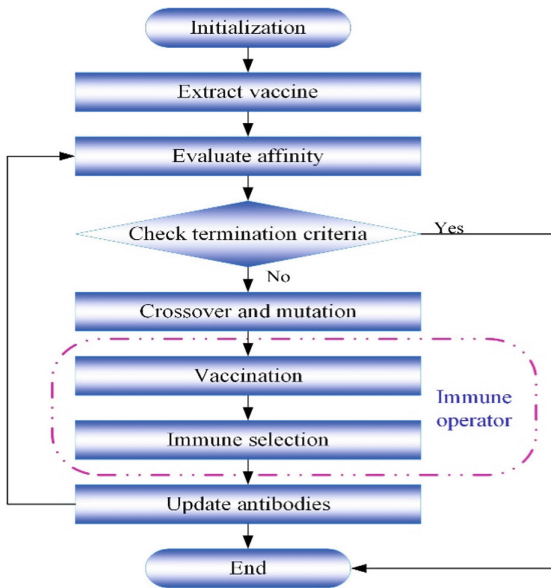 Initialization
Extract vaccine
Evaluate affinity
Check termination criteria
Yes
No
Crossover and mutation
Vaccination
Immune
operator
Immune selection
Update antibodies
End